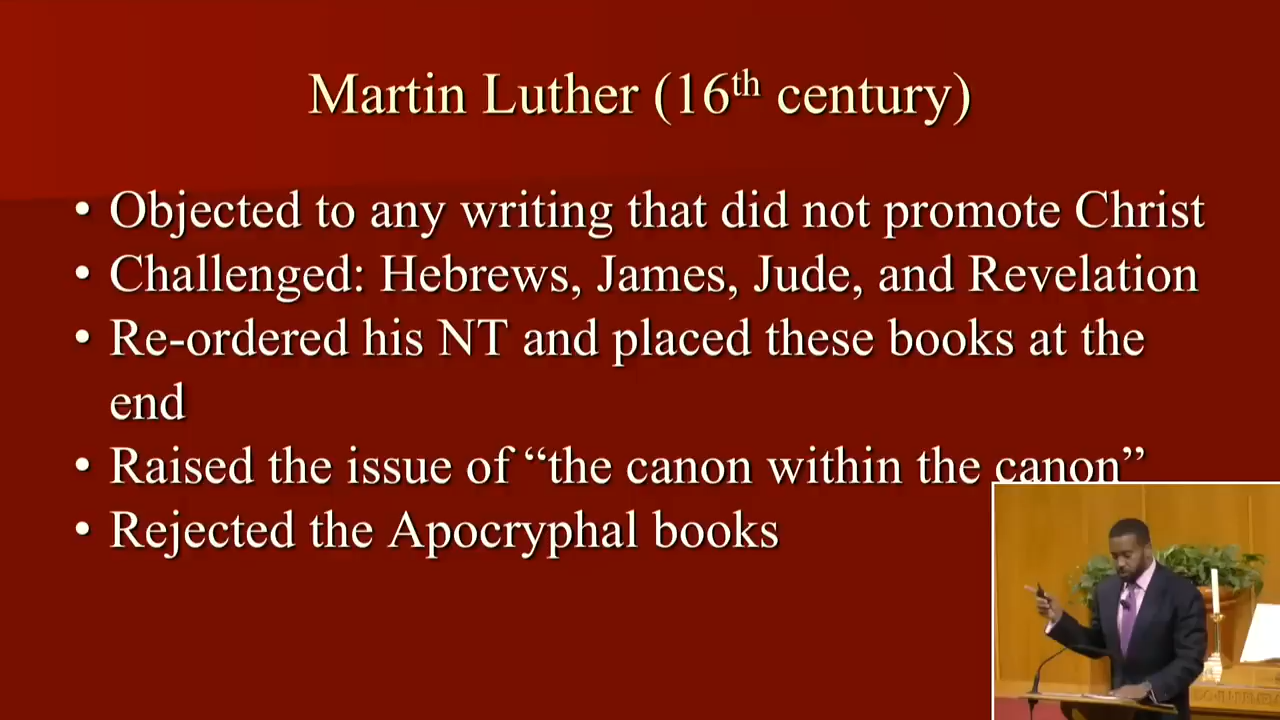 Martin Luther (16th century)
• Objected to any writing that did not promote Christ
• Challenged: Hebrews, James, Jude, and Revelation
• Re-ordered his NT and placed these books at the
end
• Raised the issue of “the canon within the canon”
• Rejected the Apocryphal books